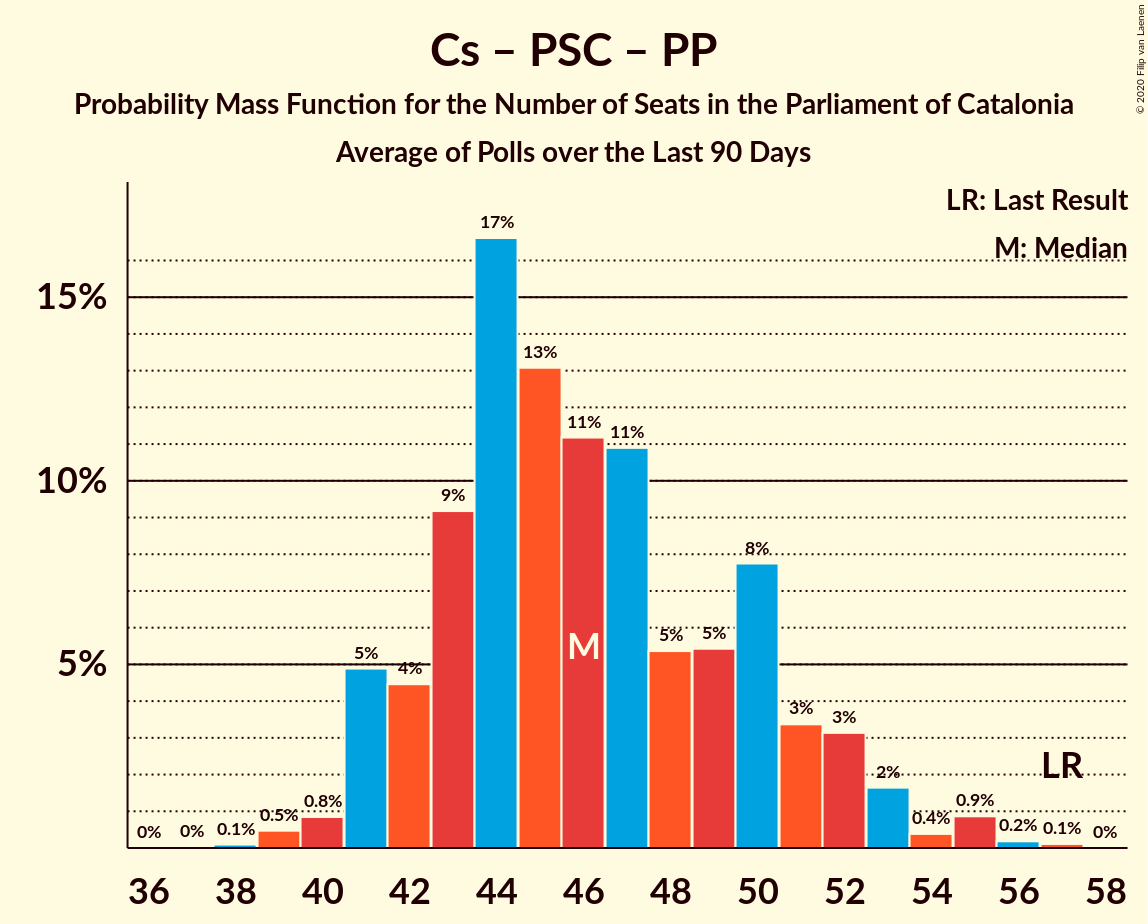 Cs – PSC – PP
Probability Mass Function for the Number of Seats in the Parliament of Catalonia
Average of Polls over the Last 90 Days
© 2020 Filip van Laenen
LR: Last Result
M: Median
15%
10%
5%
0% 0% 0.1% 0.5% 0.8% 5% 4% 9% 17% 13% 11% 11% 5% 5% 8% 3% 3% 2% 0.4% 0.9% 0.2% 0.1% 0%
M
LR
36 38 40 42 44 46 48 50 52 54 56 58